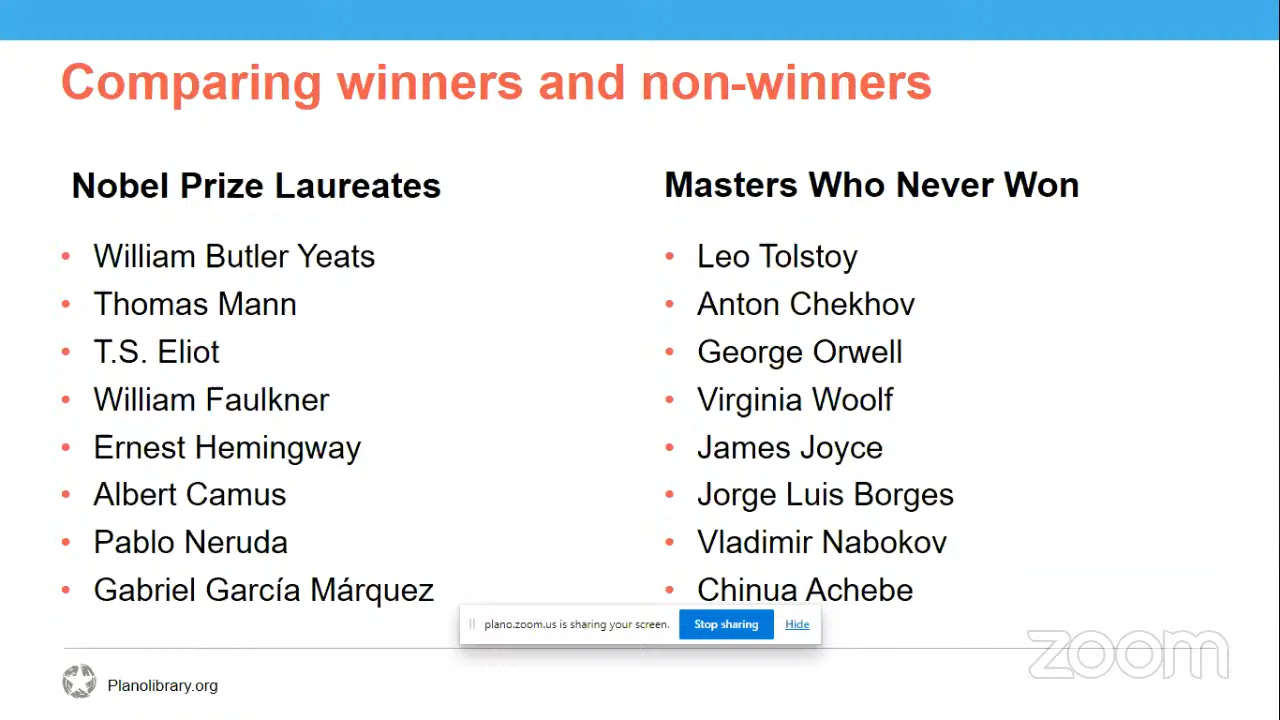 Comparing winners and non-winners
Nobel Prize Laureates
• William Butler Yeats
• Thomas Mann
• T.S. Eliot
• William Faulkner
• Ernest Hemingway
• Albert Camus
• Pablo Neruda
• Gabriel García Márquez
Masters Who Never Won
• Leo Tolstoy
• Anton Chekhov
• George Orwell
• Virginia Woolf
• James Joyce
• Jorge Luis Borges
• Vladimir Nabokov
• Chinua Achebe
plano.zoom.us is sharing your screen. Stop sharing Hide
Planolibrary.org
zoom